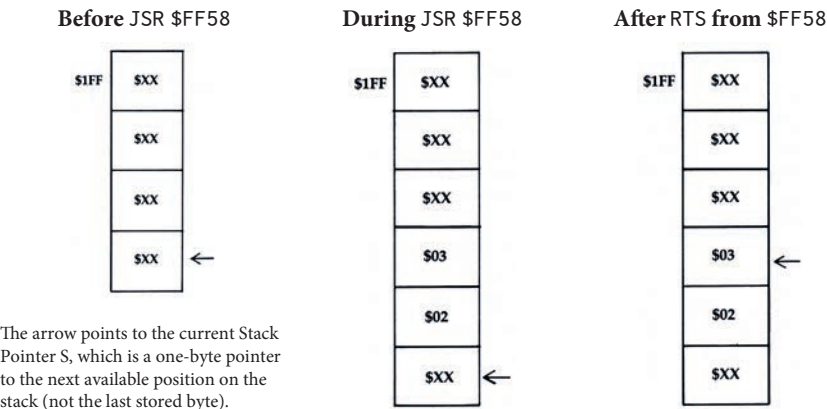 Before JSR $FF58
$1FF $XX
$XX
$XX
$XX
The arrow points to the current Stack
Pointer S, which is a one-byte pointer
to the next available position on the
stack (not the last stored byte).
During JSR $FF58
$1FF $XX
$XX
$XX
$03
$02
$XX
After RTS from $FF58
$1FF $XX
$XX
$XX
$03
$02
$XX